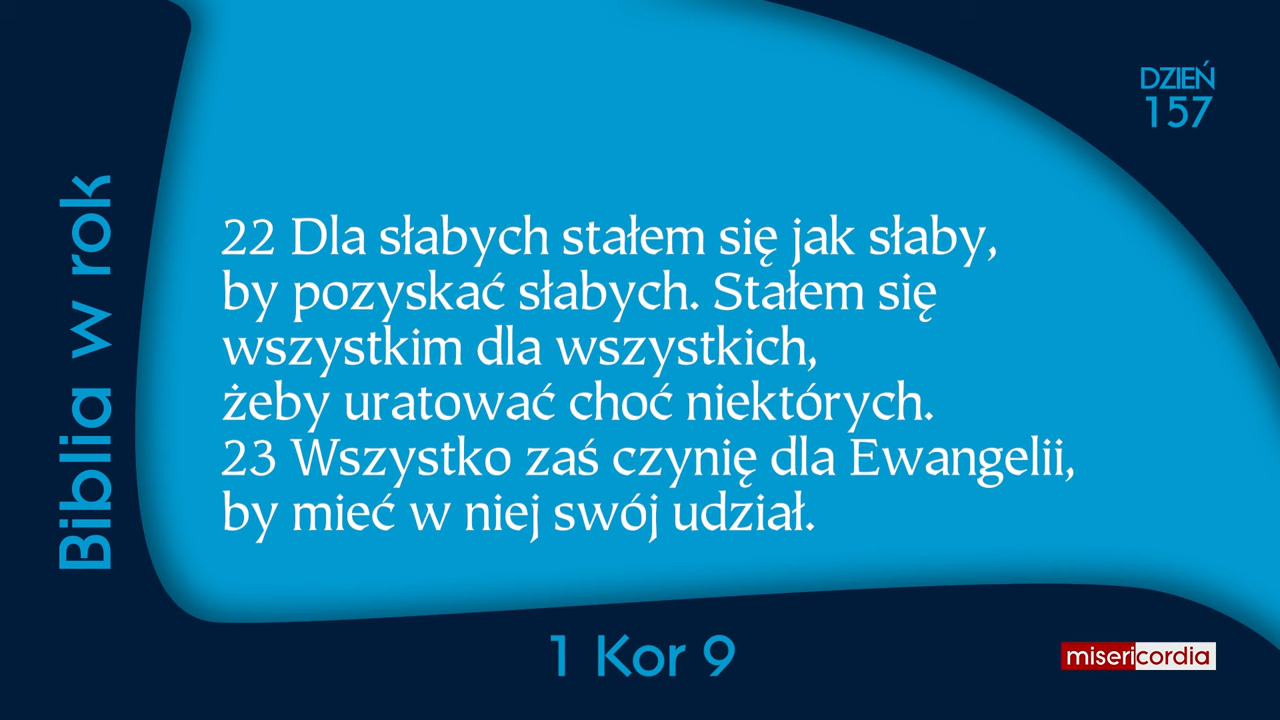 DZIEŃ
157
Biblia w rok
22 Dla słabych stałem się jak słaby,
by pozyskać słabych. Stałem się
wszystkim dla wszystkich,
żeby uratować choć niektórych.
23 Wszystko zaś czynię dla Ewangelii,
by mieć w niej swój udział.
1 Kor 9
misericordia